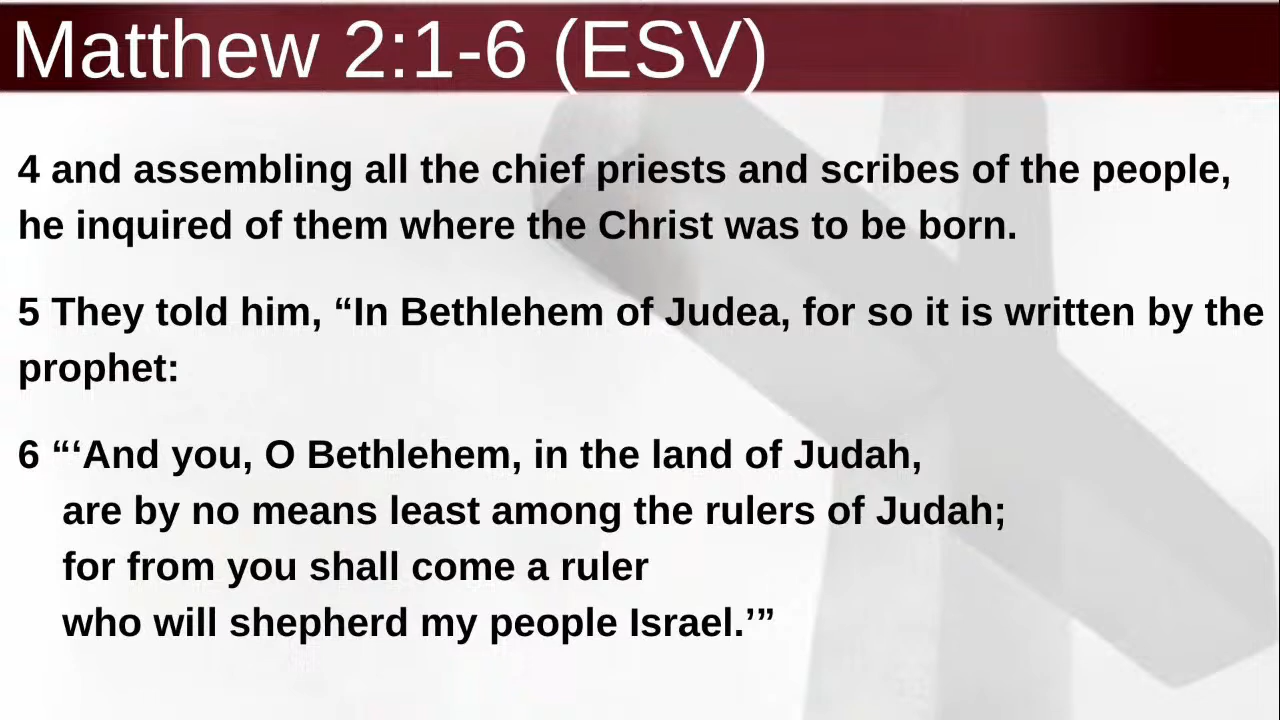 Matthew 2:1-6 (ESV)
4 and assembling all the chief priests and scribes of the people,
he inquired of them where the Christ was to be born.
5 They told him, “In Bethlehem of Judea, for so it is written by the
prophet:
6 “‘And you, O Bethlehem, in the land of Judah,
are by no means least among the rulers of Judah;
for from you shall come a ruler
who will shepherd my people Israel.’”